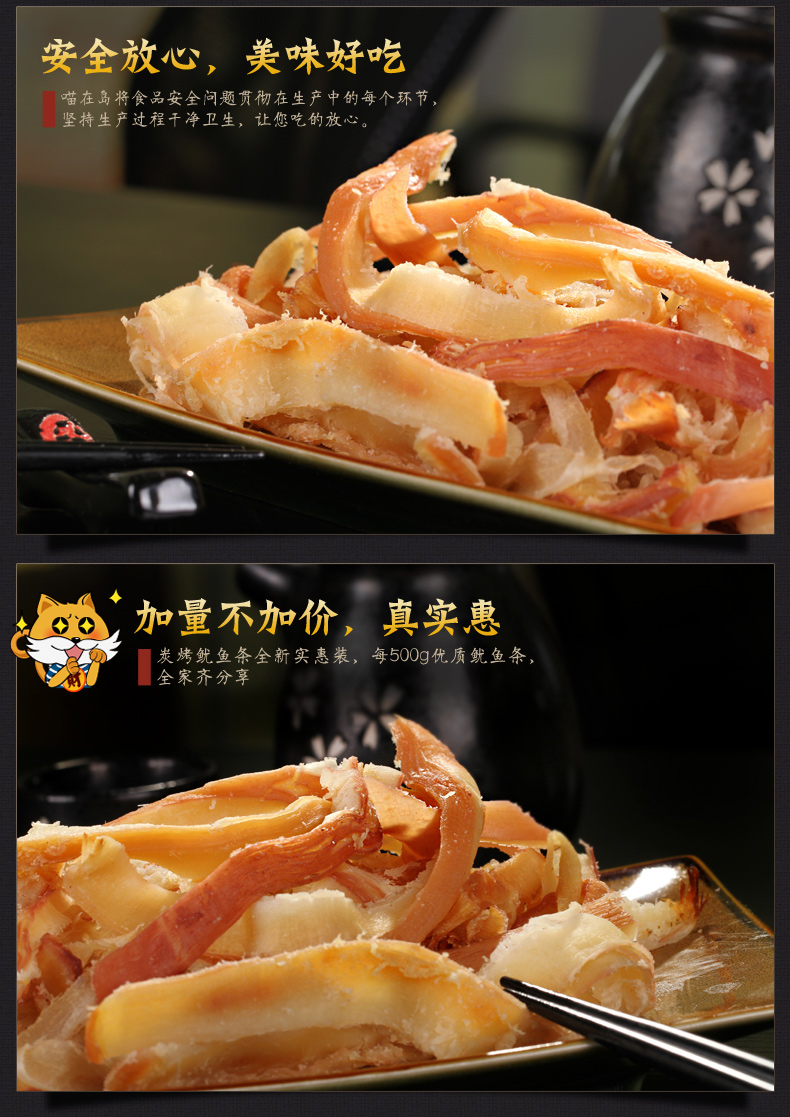 安全放心，美味好吃
喵在岛将食品安全问题贯彻在生产中的每个环节，
坚持生产过程干净卫生，让您吃的放心。
加量不加价，真实惠
炭烤鱿鱼条全新实惠装，每500g优质鱿鱼条，
全家齐分享
财